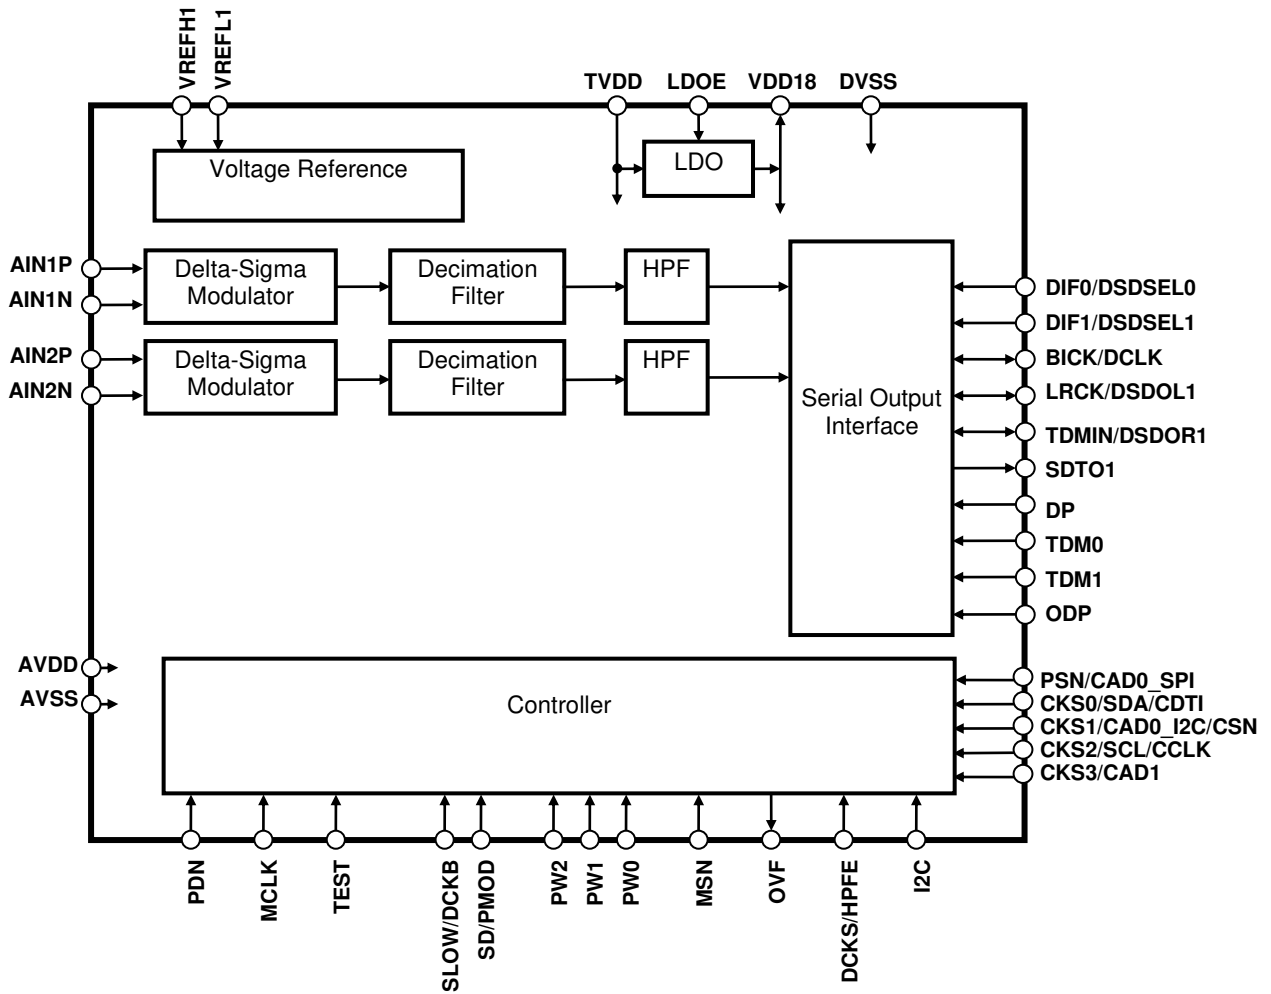 VREFH1
VREFL1
TVDD
LDOE
VDD18
DVSS
Voltage Reference
LDO
AIN1P
AIN1N
Delta-Sigma
Modulator
Decimation
Filter
HPF
AIN2P
AIN2N
Delta-Sigma
Modulator
Decimation
Filter
HPF
Serial Output
Interface
DIF0/DSDSEL0
DIF1/DSDSEL1
BICK/DCLK
LRCK/DSDOL1
TDMIN/DSDOR1
SDTO1
DP
TDM0
TDM1
ODP
AVDD
AVSS
Controller
PSN/CAD0_SPI
CKS0/SDA/CDTI
CKS1/CAD0_I2C/CSN
CKS2/SCL/CCLK
CKS3/CAD1
PDN
MCLK
TEST
SLOW/DCKB
SD/PMOD
PW2
PW1
PW0
MSN
OVF
DCKS/HPFE
I2C